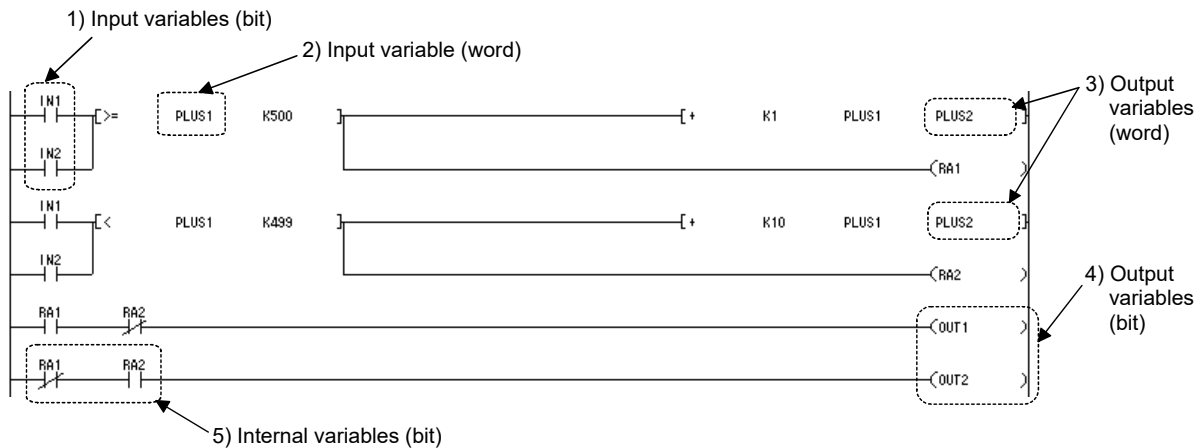 1) Input variables (bit)
2) Input variable (word)
3) Output
variables
(word)
IN1
[>= PLUS1 K500 ] [+ K1 PLUS1 PLUS2 ]
IN2
(RA1 )
IN1
[< PLUS1 K499 ] [+ K10 PLUS1 PLUS2 ]
IN2
(RA2 )
4) Output
variables
(bit)
RA1 RA2
(OUT1 )
RA1 RA2
(OUT2 )
5) Internal variables (bit)